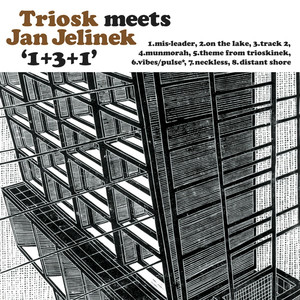 Triosk meets
Jan Jelinek
‘1+3+1’
1.mis-leader, 2.on the lake, 3.track 2,
4.munmorah, 5.theme from trioskinek,
6.vibes/pulse*, 7.neckless, 8.distant shore